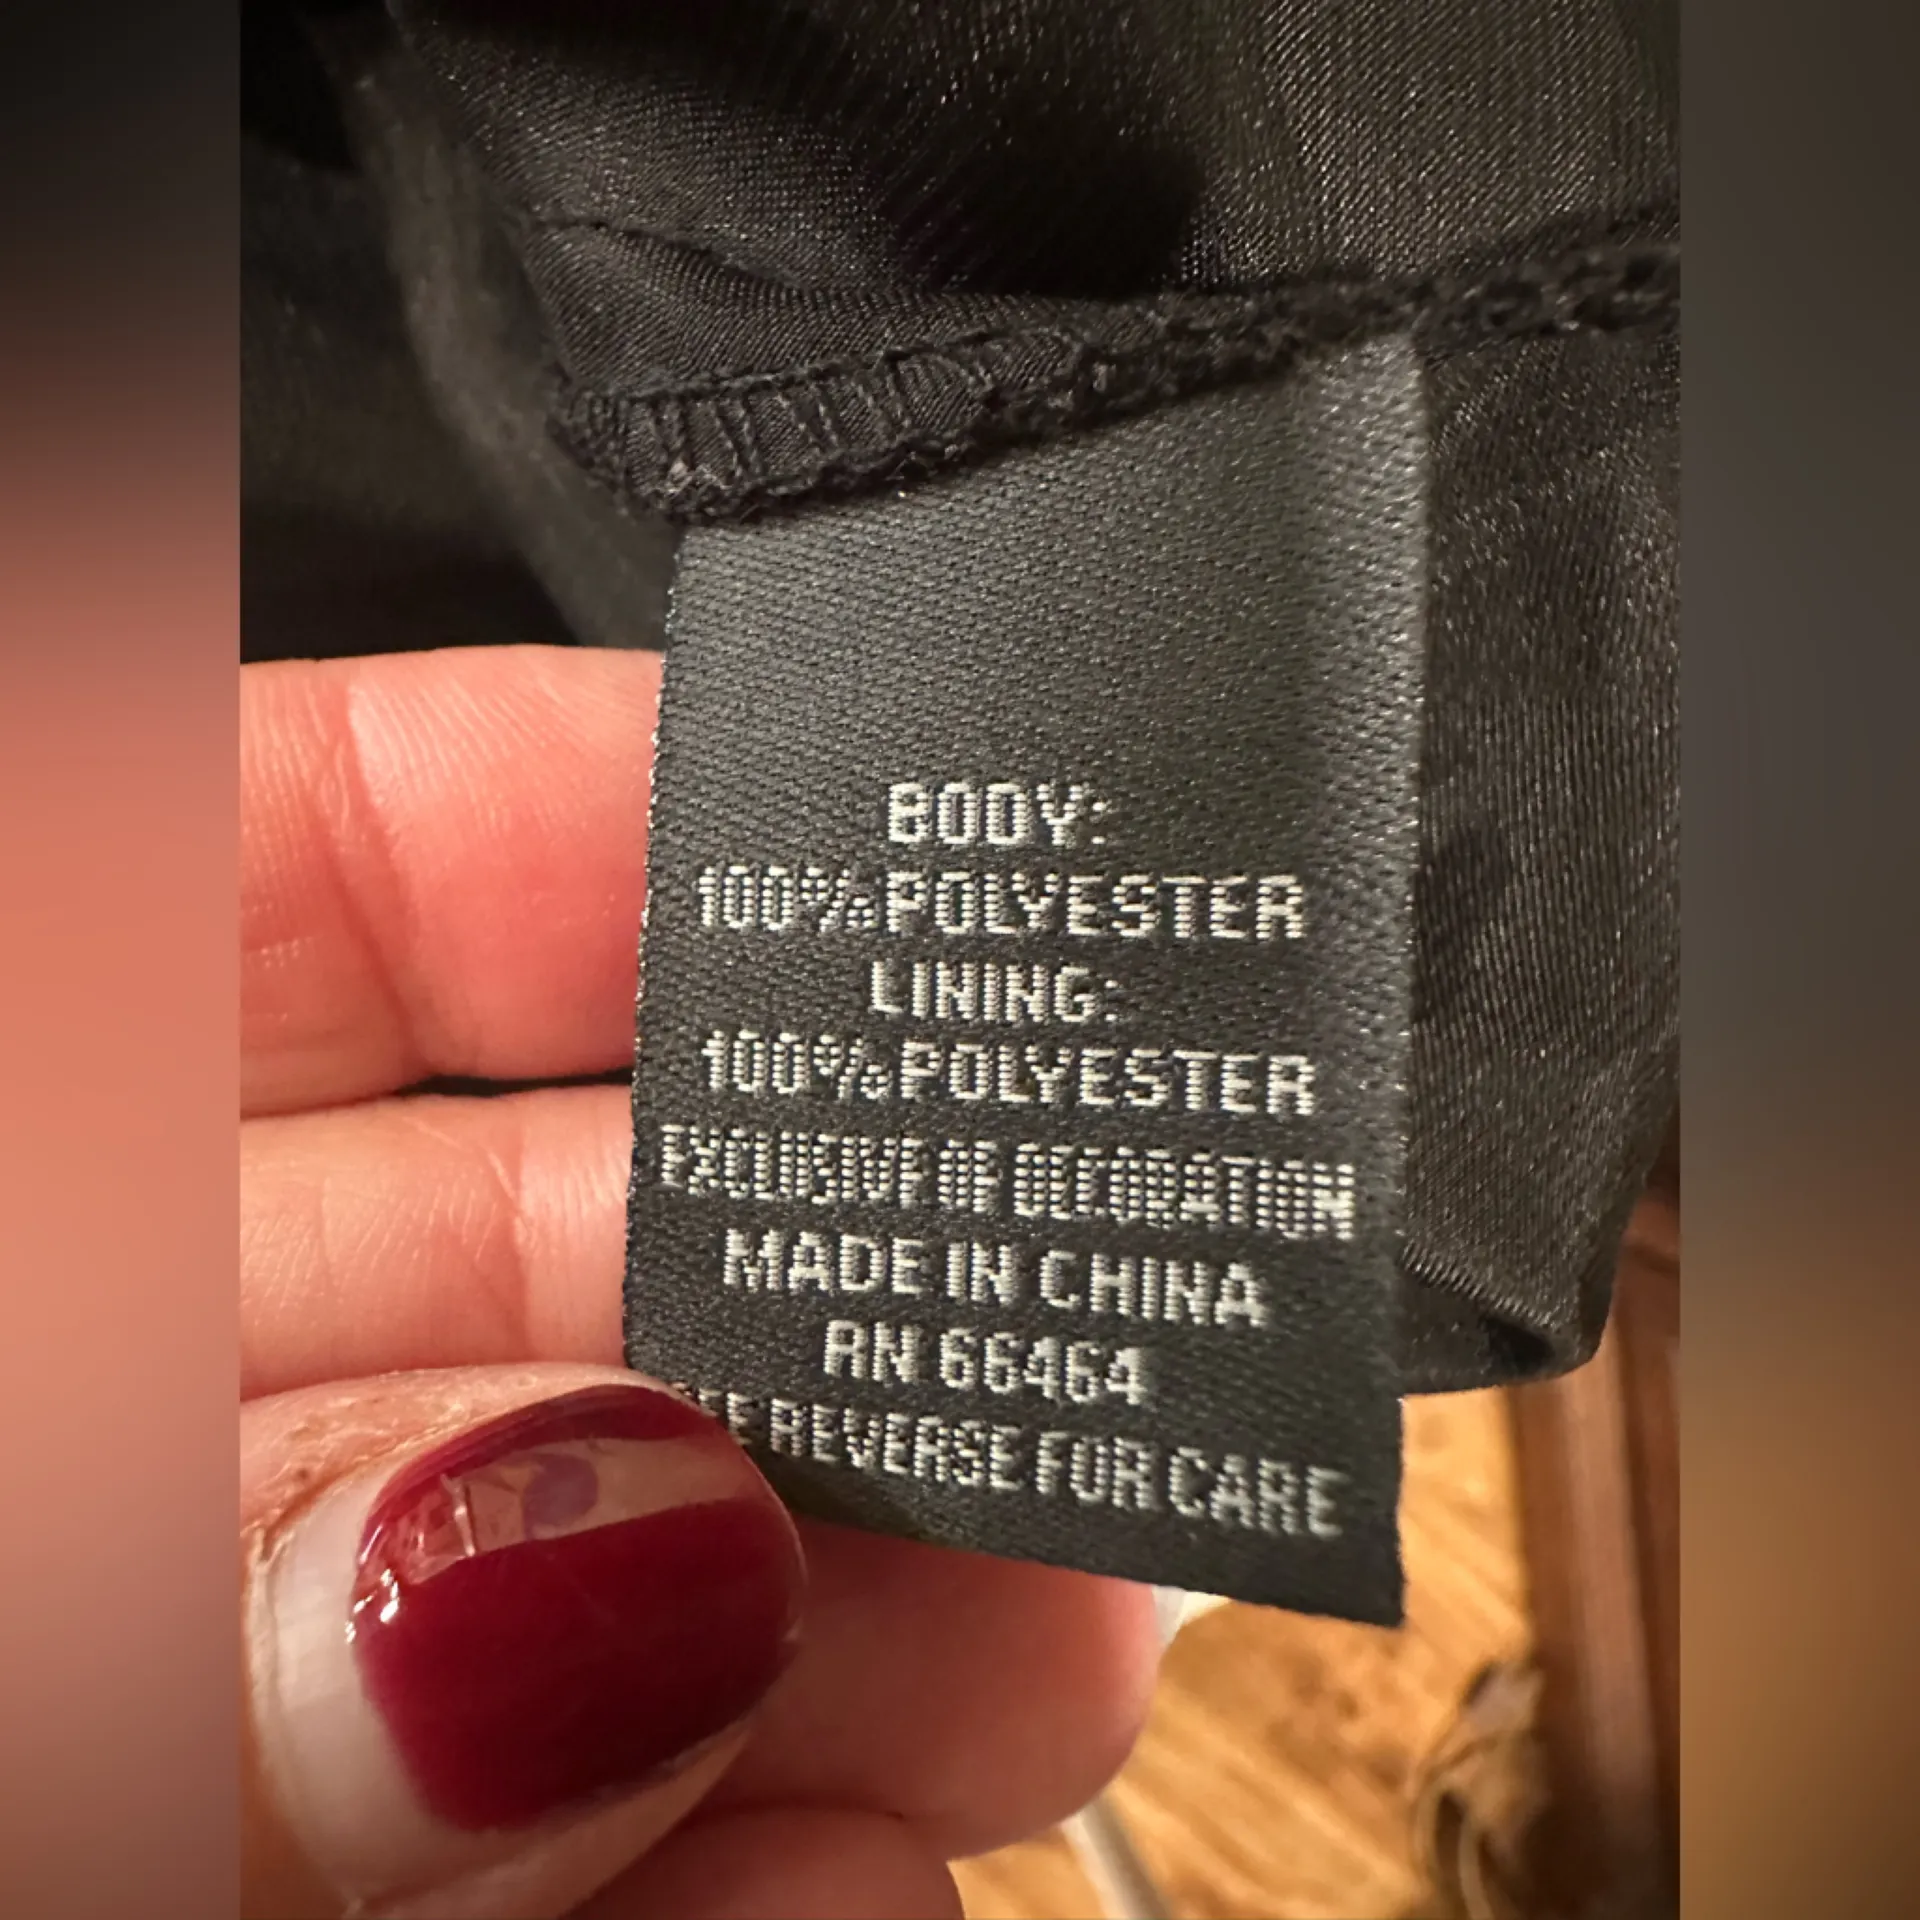 BODY:
100% POLYESTER
LINING:
100% POLYESTER
EXCLUSIVE OF DECORATION
MADE IN CHINA
RN 66464
REVERSE FOR CARE